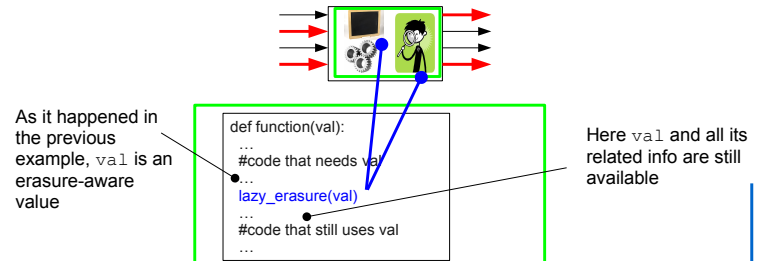 As it happened in
the previous
example, val is an
erasure-aware
value
def function(val):
…
#code that needs val
…
lazy_erasure(val)
…
#code that still uses val
…
Here val and all its
related info are still
available